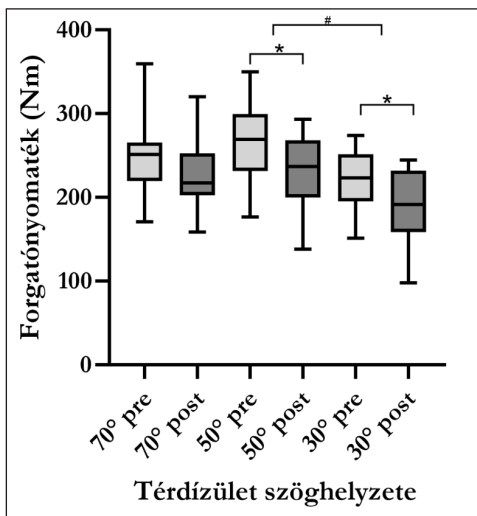 Forgatónyomaték (Nm)
400
300
200
100
0
#
*
*
70° pre
70° post
50° pre
50° post
30° pre
30° post
Térdízület szöghelyzete